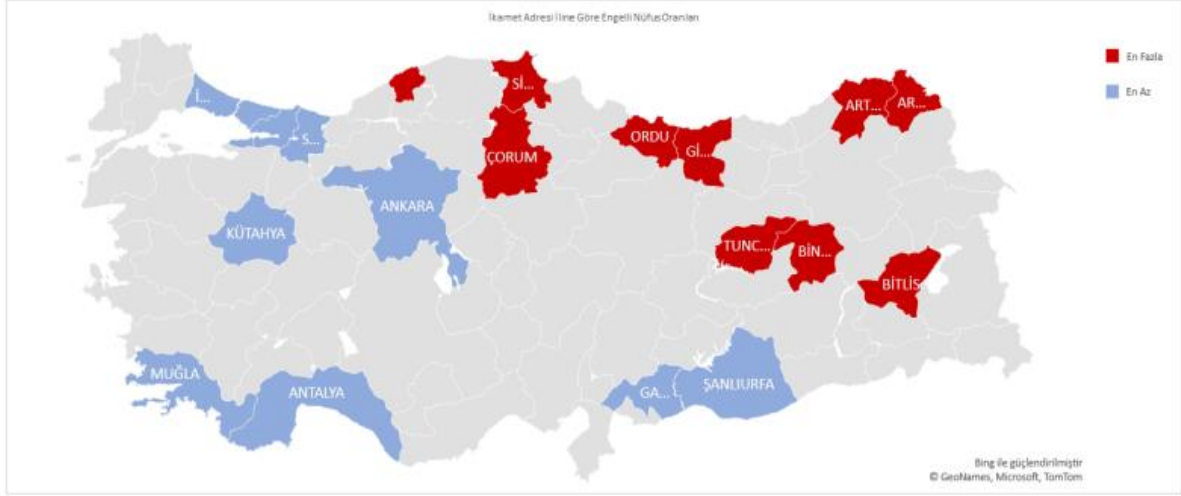 İkamet Adresi İline Göre Engelli Nüfus Oranları
En Fazla
En Az
Sİ...
İ...
ART...
AR...
ORDU
Gİ...
S...
ÇORUM
ANKARA
KÜTAHYA
TUNC...
BİN...
BİTLİS
MUĞLA
ANTALYA
GA...
ŞANLIURFA
Bing ile güçlendirilmiştir
© GeoNames, Microsoft, TomTom